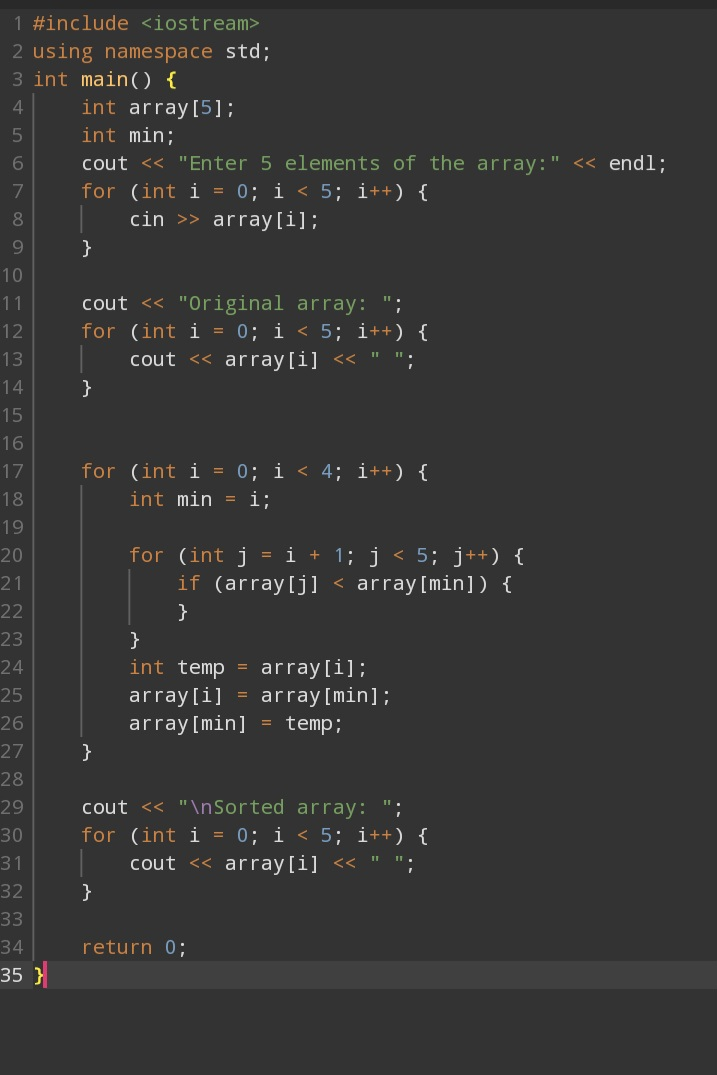 1 #include <iostream>
2 using namespace std;
3 int main() {
4     int array[5];
5     int min;
6     cout << "Enter 5 elements of the array:" << endl;
7     for (int i = 0; i < 5; i++) {
8         cin >> array[i];
9     }
10
11     cout << "Original array: ";
12     for (int i = 0; i < 5; i++) {
13         cout << array[i] << " ";
14     }
15
16
17     for (int i = 0; i < 4; i++) {
18         int min = i;
19
20         for (int j = i + 1; j < 5; j++) {
21             if (array[j] < array[min]) {
22             }
23         }
24         int temp = array[i];
25         array[i] = array[min];
26         array[min] = temp;
27     }
28
29     cout << "\nSorted array: ";
30     for (int i = 0; i < 5; i++) {
31         cout << array[i] << " ";
32     }
33
34     return 0;
35 }